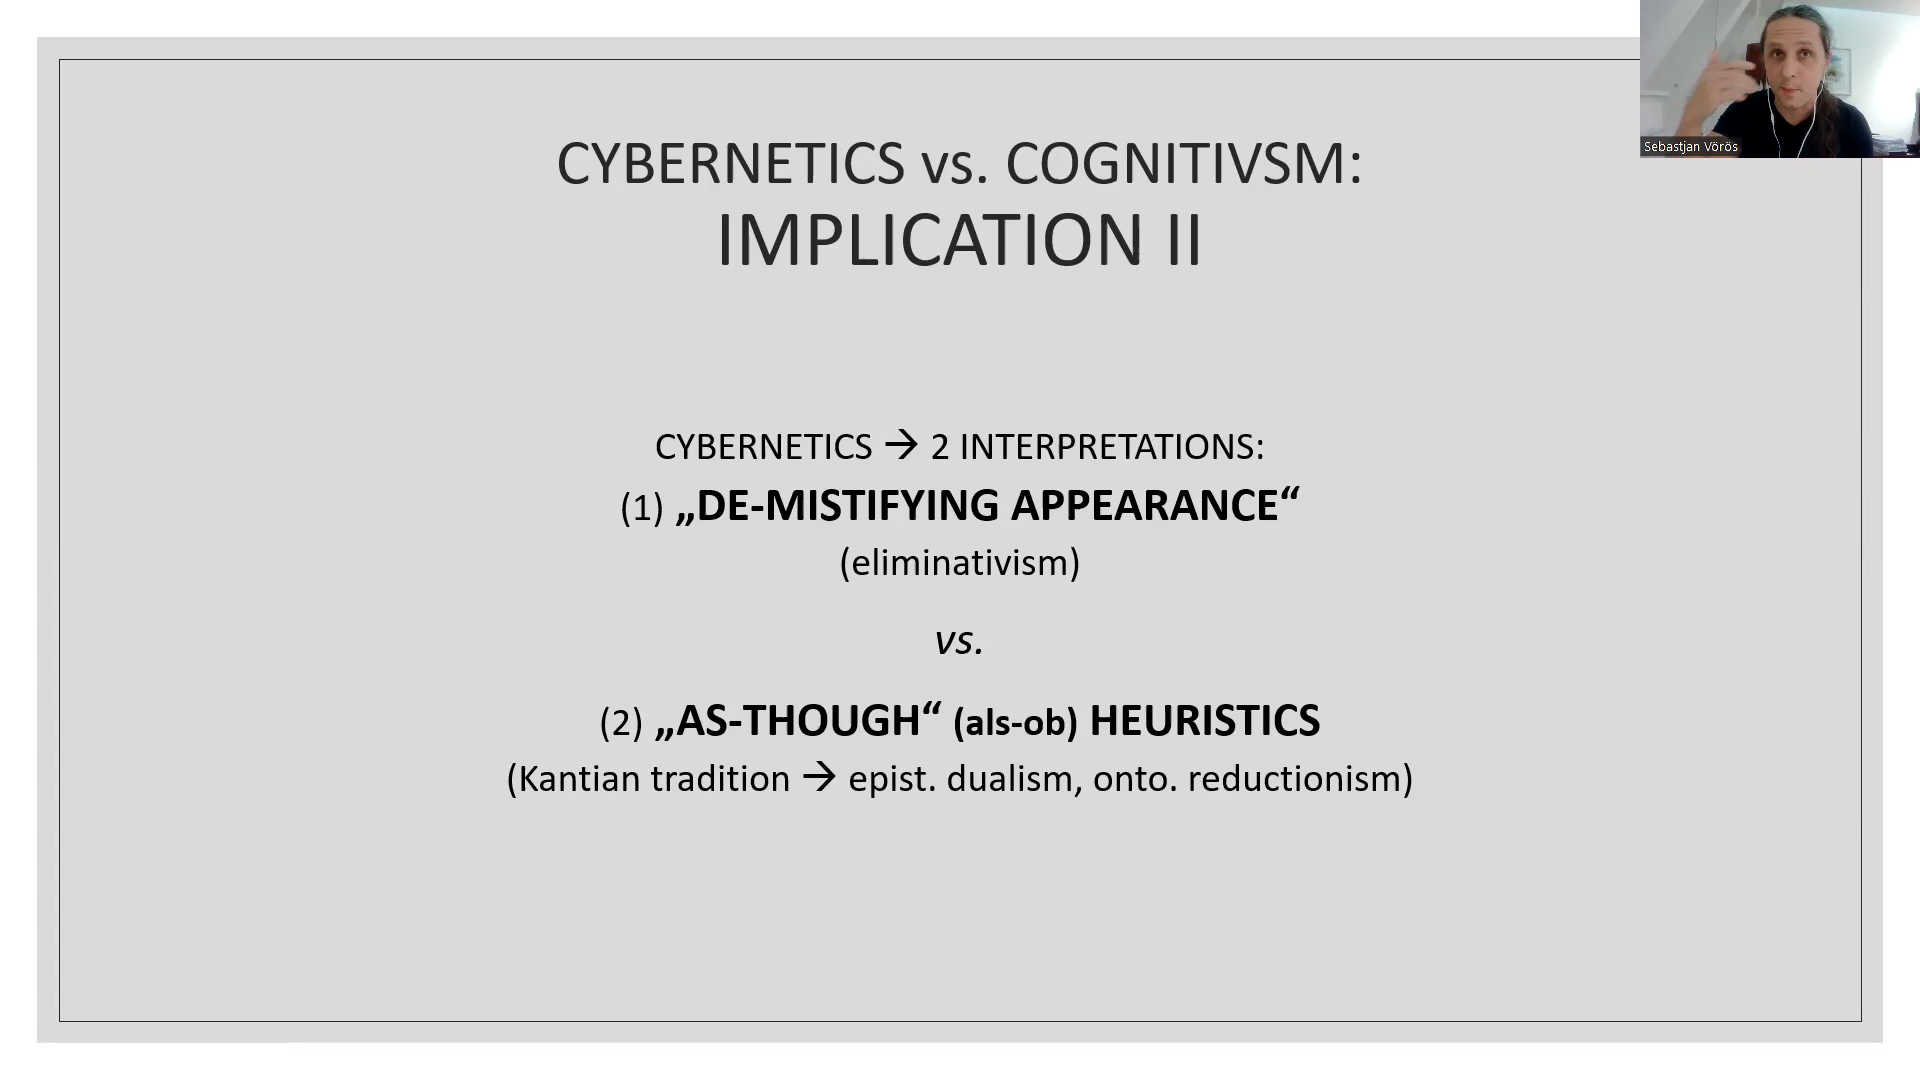 Sebastjan Vörös
CYBERNETICS vs. COGNITIVSM:
IMPLICATION II
CYBERNETICS → 2 INTERPRETATIONS:
(1) „DE-MISTIFYING APPEARANCE“
(eliminativism)
vs.
(2) „AS-THOUGH“ (als-ob) HEURISTICS
(Kantian tradition → epist. dualism, onto. reductionism)